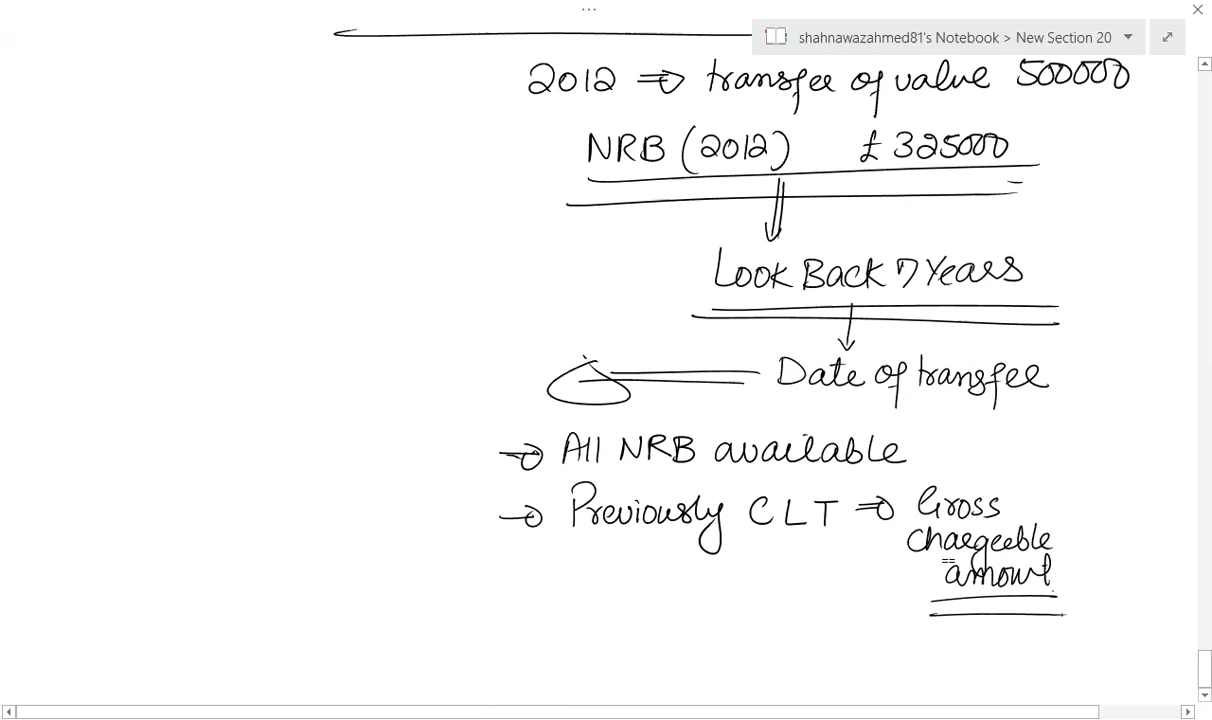 shahnawazahmed81's Notebook > New Section 20
2012 ⇒ transfer of value 500000
NRB (2012) £ 325000
Look Back 7 Years
Date of transfer
→ All NRB available
→ Previously CLT ⇒ Gross
chargeable
amount